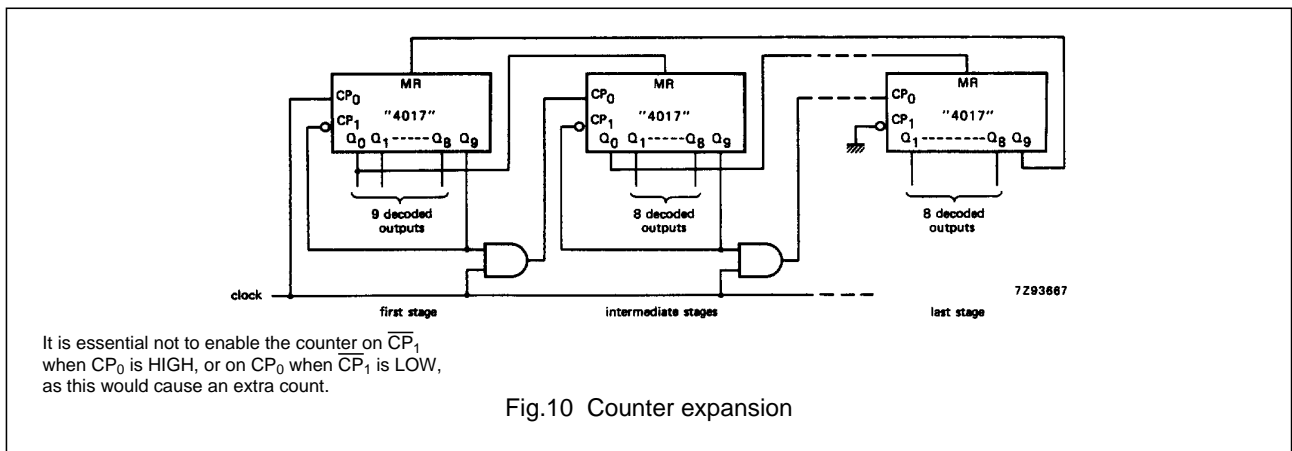 MR
MR
MR
CP0
"4017"
CP1
Q0 Q1 ----- Q8 Q9
CP0
"4017"
CP1
Q0 Q1 ------ Q8 Q9
CP0
"4017"
CP1
Q1 -------- Q8 Q9
9 decoded
outputs
8 decoded
outputs
8 decoded
outputs
clock
first stage
intermediate stages
last stage
7Z93667
It is essential not to enable the counter on C̅P̅1
when CP0 is HIGH, or on CP0 when C̅P̅1 is LOW,
as this would cause an extra count.
Fig.10 Counter expansion